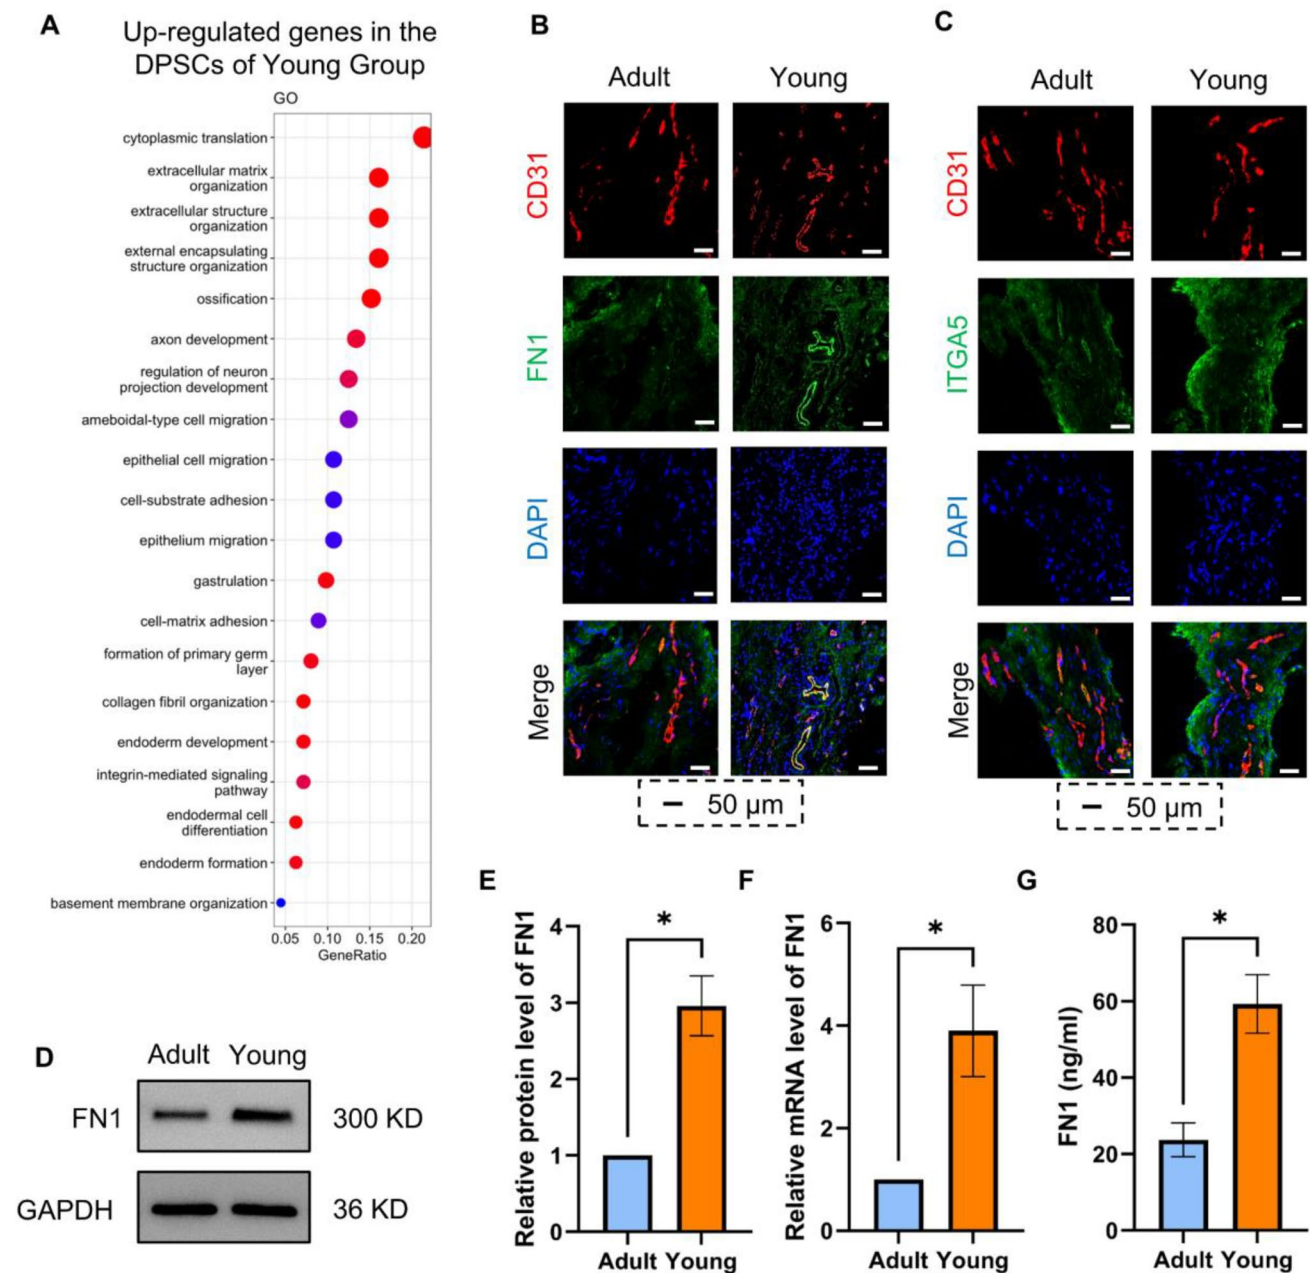 A
Up-regulated genes in the
DPSCs of Young Group
GO
cytoplasmic translation
extracellular matrix
organization
extracellular structure
organization
external encapsulating
structure organization
ossification
axon development
regulation of neuron
projection development
ameboidal-type cell migration
epithelial cell migration
cell-substrate adhesion
epithelium migration
gastrulation
cell-matrix adhesion
formation of primary germ
layer
collagen fibril organization
endoderm development
integrin-mediated signaling
pathway
endodermal cell
differentiation
endoderm formation
basement membrane organization
0.05 0.10 0.15 0.20
GeneRatio
B
Adult Young
CD31
FN1
DAPI
Merge
50 μm
C
Adult Young
CD31
ITGA5
DAPI
Merge
50 μm
D
Adult Young
FN1 300 KD
GAPDH 36 KD
E
Relative protein level of FN1
4
3
2
1
0
*
Adult Young
F
Relative mRNA level of FN1
6
4
2
0
*
Adult Young
G
FN1 (ng/ml)
80
60
40
20
0
*
Adult Young